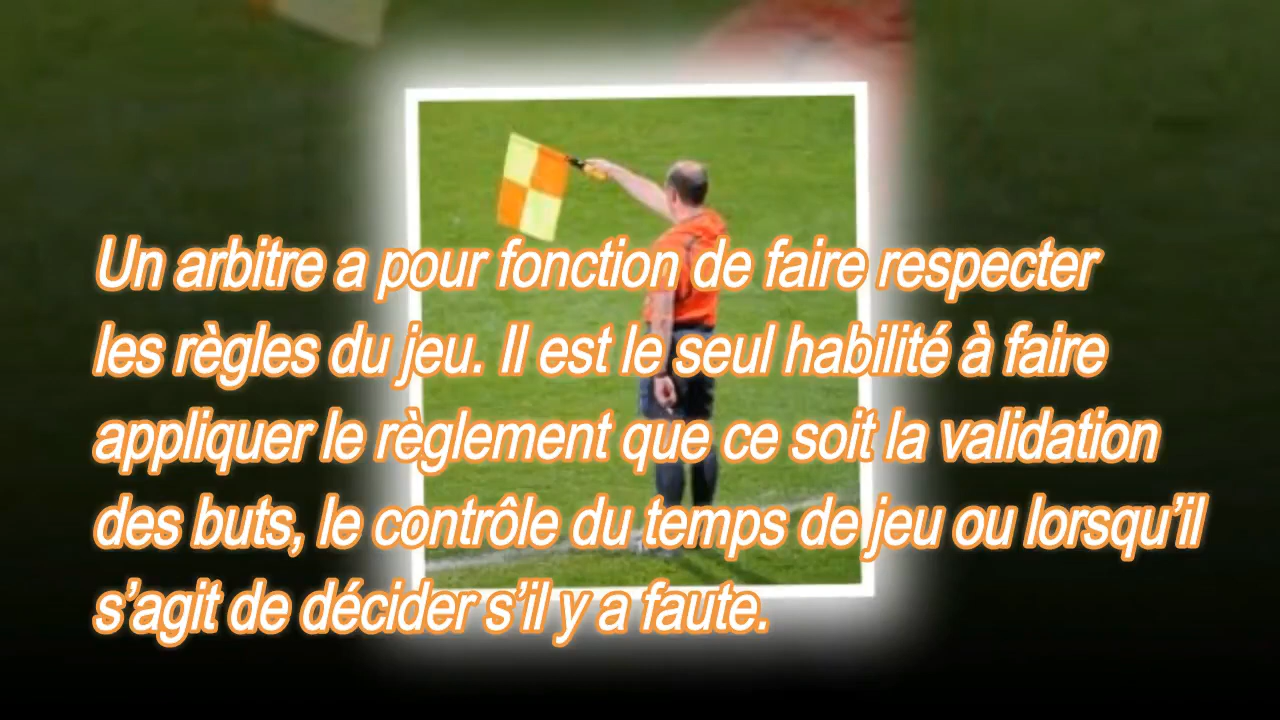 Un arbitre a pour fonction de faire respecter
les règles du jeu. Il est le seul habilité à faire
appliquer le règlement que ce soit la validation
des buts, le contrôle du temps de jeu ou lorsqu’il
s’agit de décider s’il y a faute.